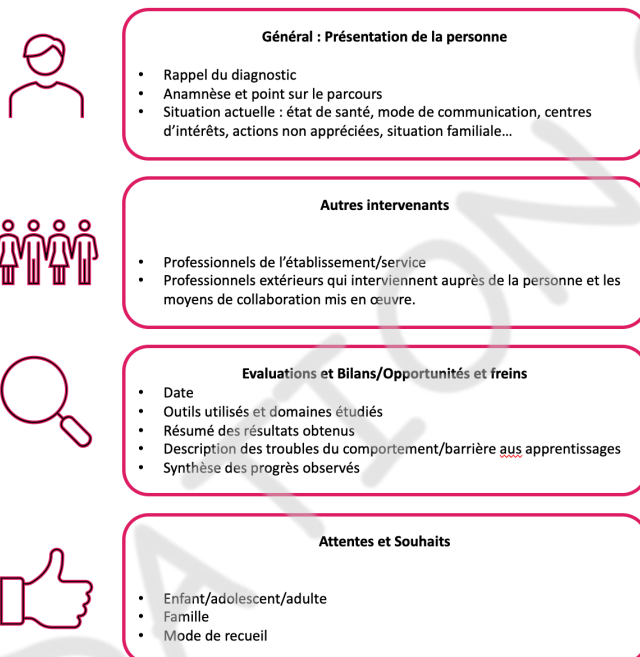 Général : Présentation de la personne
• Rappel du diagnostic
• Anamnèse et point sur le parcours
• Situation actuelle : état de santé, mode de communication, centres
d’intérêts, actions non appréciées, situation familiale…
Autres intervenants
• Professionnels de l’établissement/service
• Professionnels extérieurs qui interviennent auprès de la personne et les
moyens de collaboration mis en œuvre.
Evaluations et Bilans/Opportunités et freins
• Date
• Outils utilisés et domaines étudiés
• Résumé des résultats obtenus
• Description des troubles du comportement/barrière aus apprentissages
• Synthèse des progrès observés
Attentes et Souhaits
• Enfant/adolescent/adulte
• Famille
• Mode de recueil